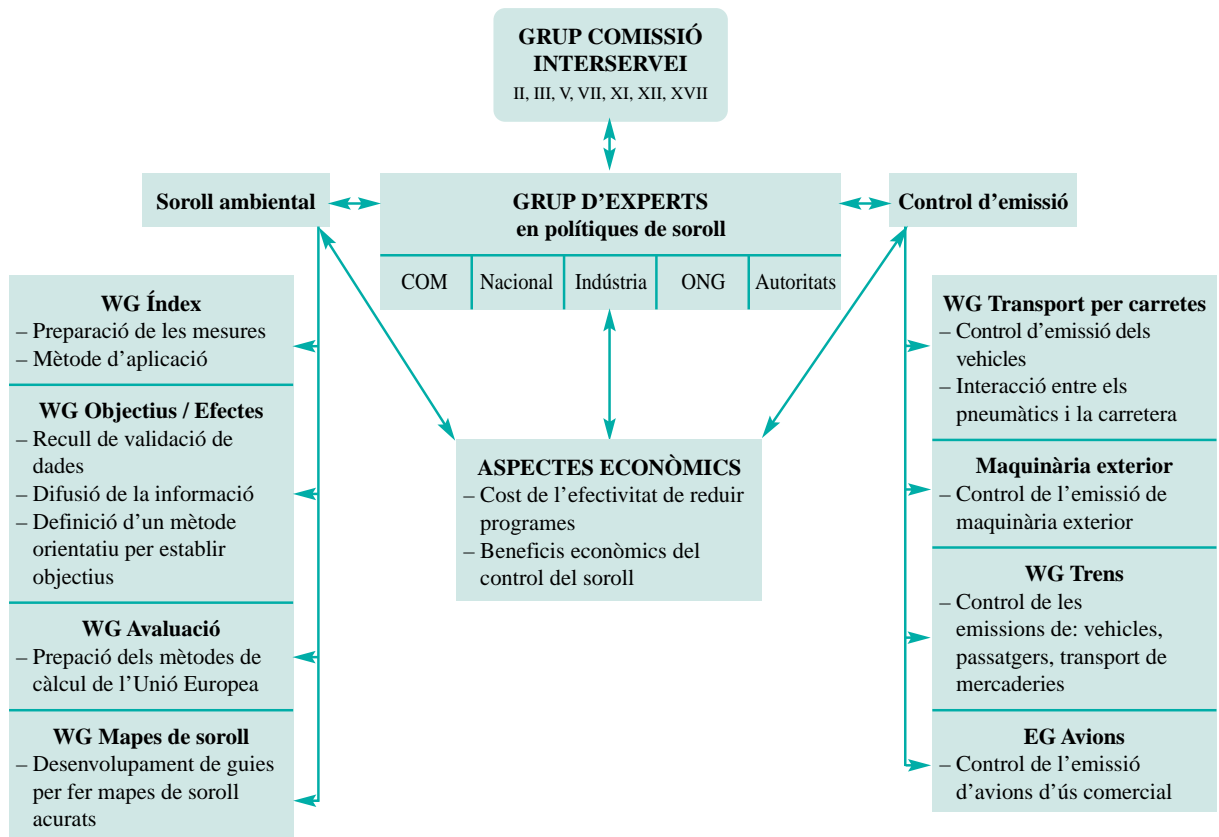 GRUP COMISSIÓ
INTERSERVEI
II, III, V, VII, XI, XII, XVII
Soroll ambiental
GRUP D’EXPERTS
en polítiques de soroll
Control d’emissió
COM
Nacional
Indústria
ONG
Autoritats
WG Índex
– Preparació de les mesures
– Mètode d’aplicació
WG Objectius / Efectes
– Recull de validació de
dades
– Difusió de la informació
– Definició d’un mètode
orientatiu per establir
objectius
WG Avaluació
– Prepació dels mètodes de
càlcul de l’Unió Europea
WG Mapes de soroll
– Desenvolupament de guies
per fer mapes de soroll
acurats
ASPECTES ECONÒMICS
– Cost de l’efectivitat de reduir
programes
– Beneficis econòmics del
control del soroll
WG Transport per carretes
– Control d’emissió dels
vehicles
– Interacció entre els
pneumàtics i la carretera
Maquinària exterior
– Control de l’emissió de
maquinària exterior
WG Trens
– Control de les
emissions de: vehicles,
passatgers, transport de
mercaderies
EG Avions
– Control de l’emissió
d’avions d’ús comercial